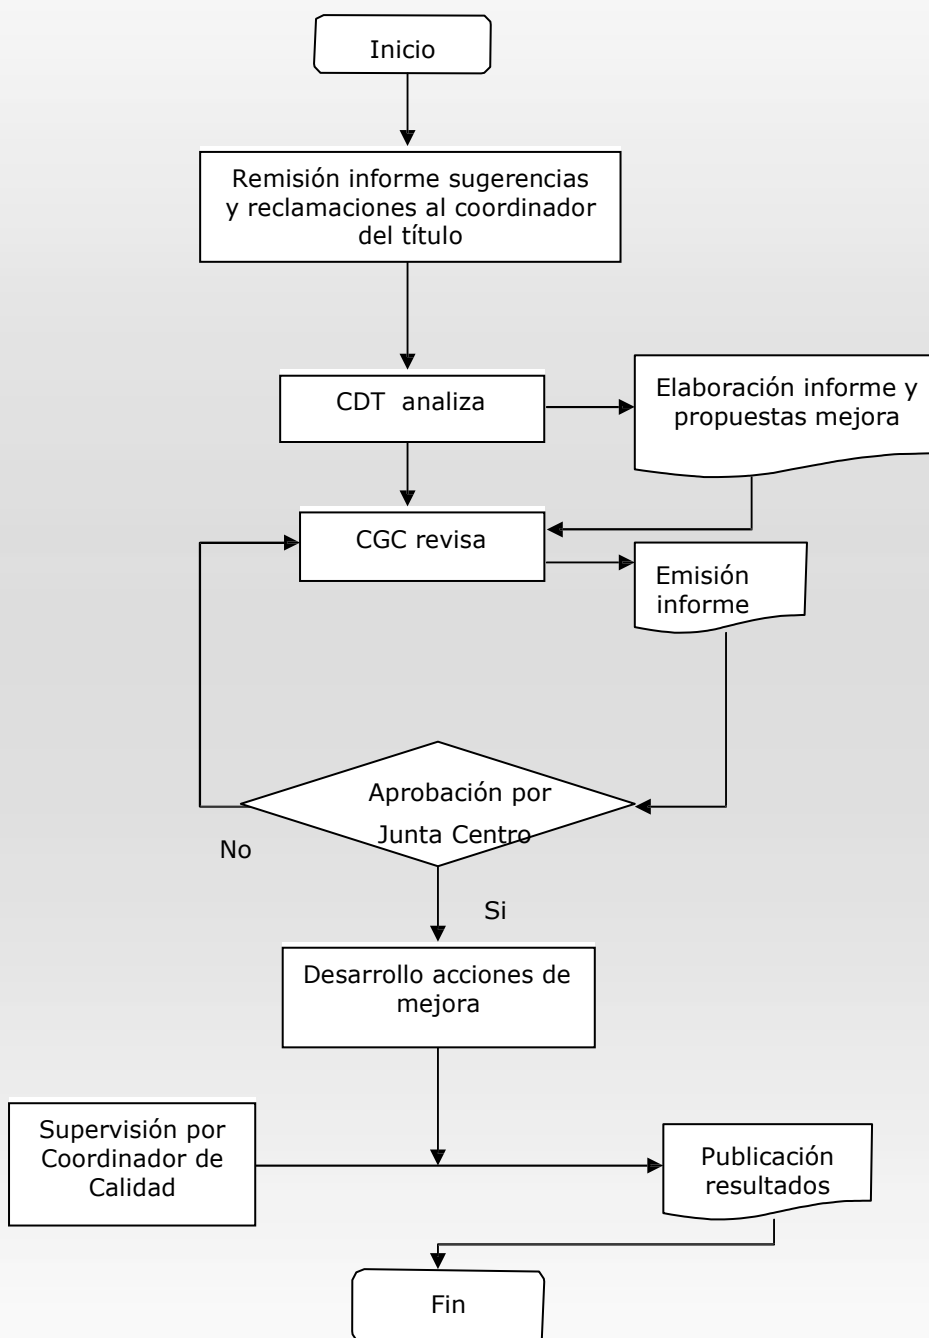 Inicio
Remisión informe sugerencias
y reclamaciones al coordinador
del título
CDT analiza
Elaboración informe y
propuestas mejora
CGC revisa
Emisión
informe
Aprobación por
Junta Centro
No
Si
Desarrollo acciones de
mejora
Supervisión por
Coordinador de
Calidad
Publicación
resultados
Fin